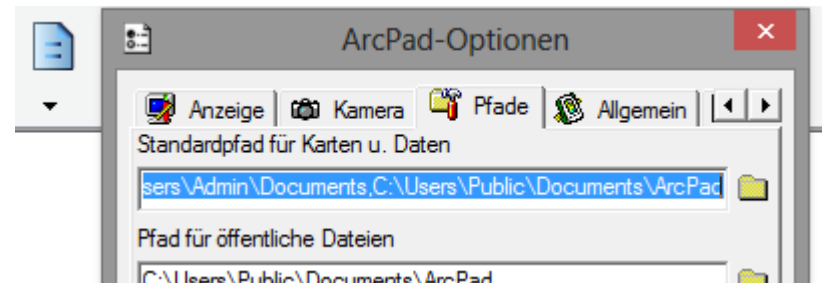 ArcPad-Optionen
Anzeige Kamera Pfade Allgemein
Standardpfad für Karten u. Daten
sers\Admin\Documents,C:\Users\Public\Documents\ArcPad
Pfad für öffentliche Dateien
C:\Users\Public\Documents\ArcPad